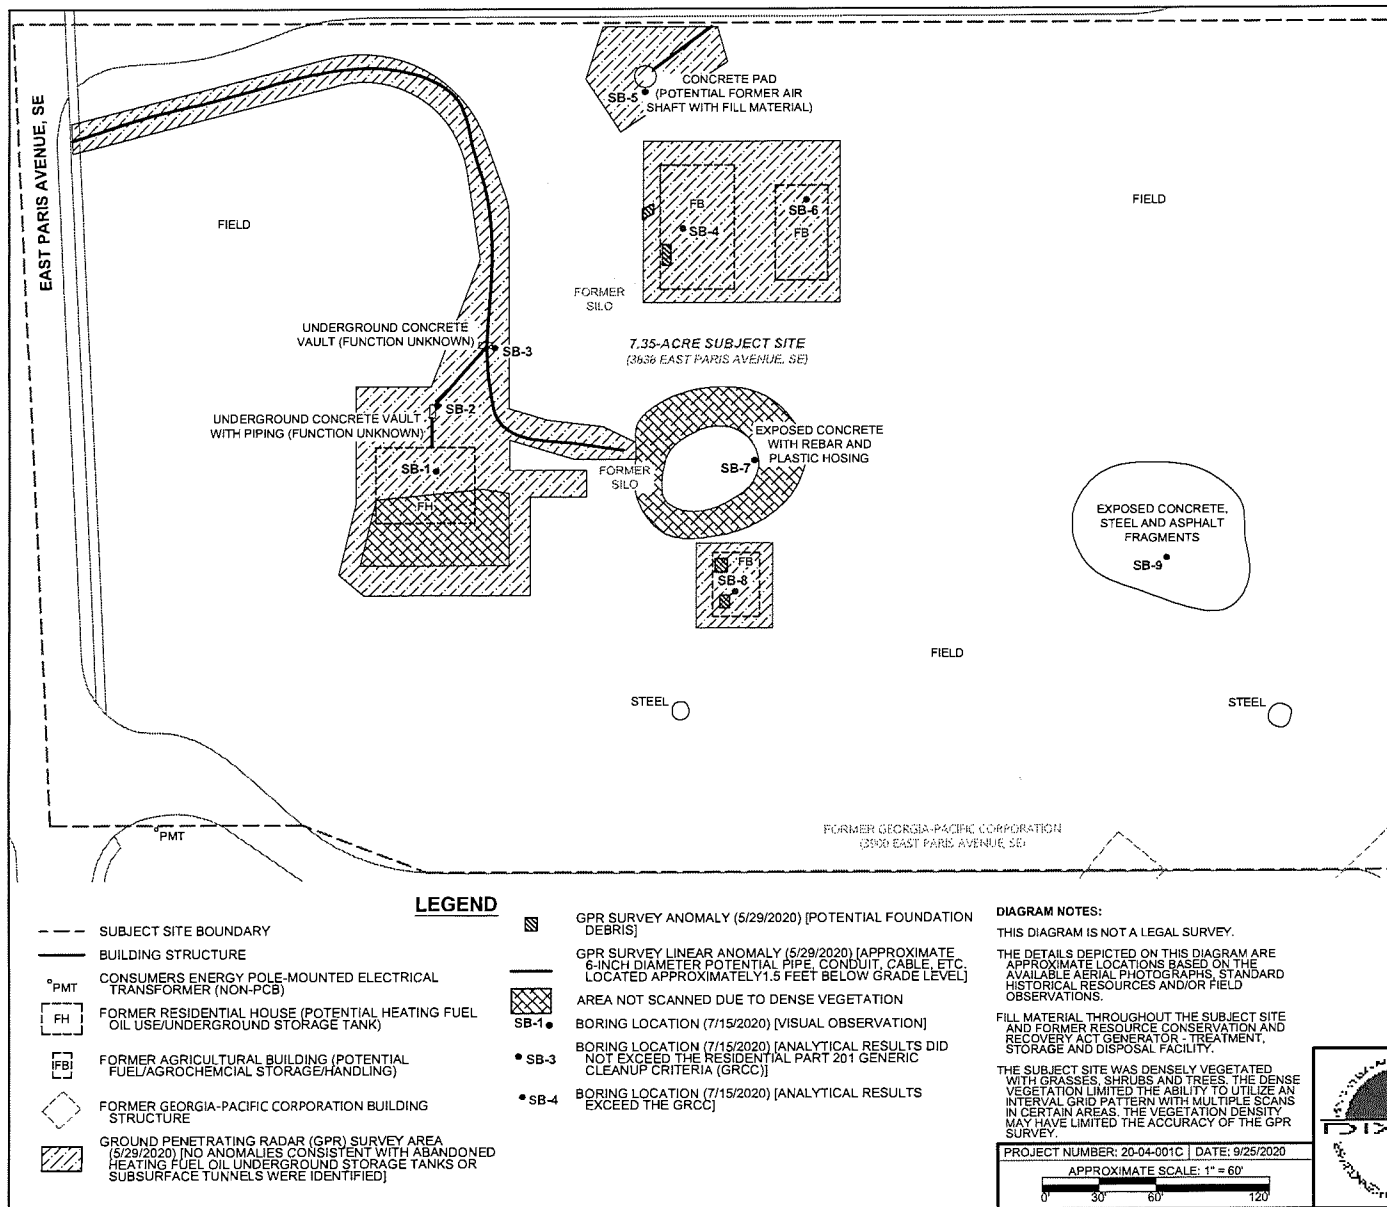 EAST PARIS AVENUE, SE
CONCRETE PAD
(POTENTIAL FORMER AIR
SHAFT WITH FILL MATERIAL)
SB-5
FIELD
FIELD
FB
SB-4
SB-6
FB
FORMER
SILO
UNDERGROUND CONCRETE
VAULT (FUNCTION UNKNOWN)
SB-3
7.35-ACRE SUBJECT SITE
(3838 EAST PARIS AVENUE, SE)
UNDERGROUND CONCRETE VAULT
WITH PIPING (FUNCTION UNKNOWN)
SB-2
SB-1
FH
FORMER
SILO
EXPOSED CONCRETE
WITH REBAR AND
PLASTIC HOSING
SB-7
EXPOSED CONCRETE,
STEEL AND ASPHALT
FRAGMENTS
SB-9
FB
SB-8
FIELD
STEEL
STEEL
PMT
FORMER GEORGIA-PACIFIC CORPORATION
(3900 EAST PARIS AVENUE, SE)
LEGEND
SUBJECT SITE BOUNDARY
BUILDING STRUCTURE
PMT
CONSUMERS ENERGY POLE-MOUNTED ELECTRICAL
TRANSFORMER (NON-PCB)
FH
FORMER RESIDENTIAL HOUSE (POTENTIAL HEATING FUEL
OIL USE/UNDERGROUND STORAGE TANK)
FB
FORMER AGRICULTURAL BUILDING (POTENTIAL
FUEL/AGROCHEMCIAL STORAGE/HANDLING)
FORMER GEORGIA-PACIFIC CORPORATION BUILDING
STRUCTURE
GROUND PENETRATING RADAR (GPR) SURVEY AREA
(5/29/2020) [NO ANOMALIES CONSISTENT WITH ABANDONED
HEATING FUEL OIL UNDERGROUND STORAGE TANKS OR
SUBSURFACE TUNNELS WERE IDENTIFIED]
GPR SURVEY ANOMALY (5/29/2020) [POTENTIAL FOUNDATION
DEBRIS]
GPR SURVEY LINEAR ANOMALY (5/29/2020) [APPROXIMATE
6-INCH DIAMETER POTENTIAL PIPE, CONDUIT, CABLE, ETC.
LOCATED APPROXIMATELY1.5 FEET BELOW GRADE LEVEL]
AREA NOT SCANNED DUE TO DENSE VEGETATION
SB-1 BORING LOCATION (7/15/2020) [VISUAL OBSERVATION]
SB-3
BORING LOCATION (7/15/2020) [ANALYTICAL RESULTS DID
NOT EXCEED THE RESIDENTIAL PART 201 GENERIC
CLEANUP CRITERIA (GRCC)]
SB-4
BORING LOCATION (7/15/2020) [ANALYTICAL RESULTS
EXCEED THE GRCC]
DIAGRAM NOTES:
THIS DIAGRAM IS NOT A LEGAL SURVEY.
THE DETAILS DEPICTED ON THIS DIAGRAM ARE
APPROXIMATE LOCATIONS BASED ON THE
AVAILABLE AERIAL PHOTOGRAPHS, STANDARD
HISTORICAL RESOURCES AND/OR FIELD
OBSERVATIONS.
FILL MATERIAL THROUGHOUT THE SUBJECT SITE
AND FORMER RESOURCE CONSERVATION AND
RECOVERY ACT GENERATOR - TREATMENT,
STORAGE AND DISPOSAL FACILITY.
THE SUBJECT SITE WAS DENSELY VEGETATED
WITH GRASSES, SHRUBS AND TREES. THE DENSE
VEGETATION LIMITED THE ABILITY TO UTILIZE AN
INTERVAL GRID PATTERN WITH MULTIPLE SCANS
IN CERTAIN AREAS. THE VEGETATION DENSITY
MAY HAVE LIMITED THE ACCURACY OF THE GPR
SURVEY.
PROJECT NUMBER: 20-04-001C DATE: 9/25/2020
APPROXIMATE SCALE: 1" = 60'
0' 30' 60' 120'